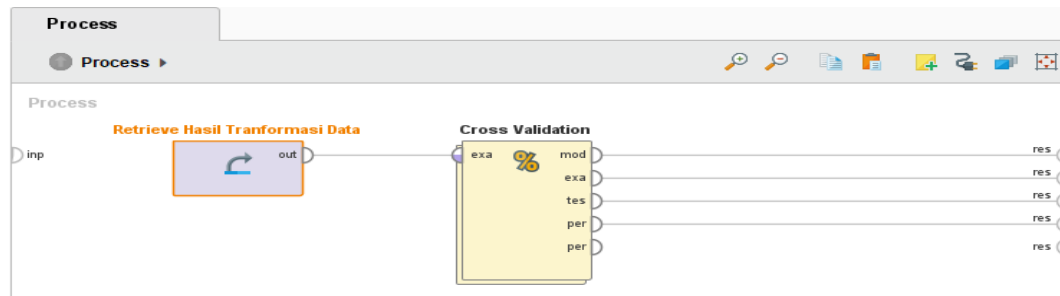 Process
Process
Process
Retrieve Hasil Tranformasi Data
Cross Validation
inp
out
exa
%
mod
res
exa
res
tes
res
per
res
per
res